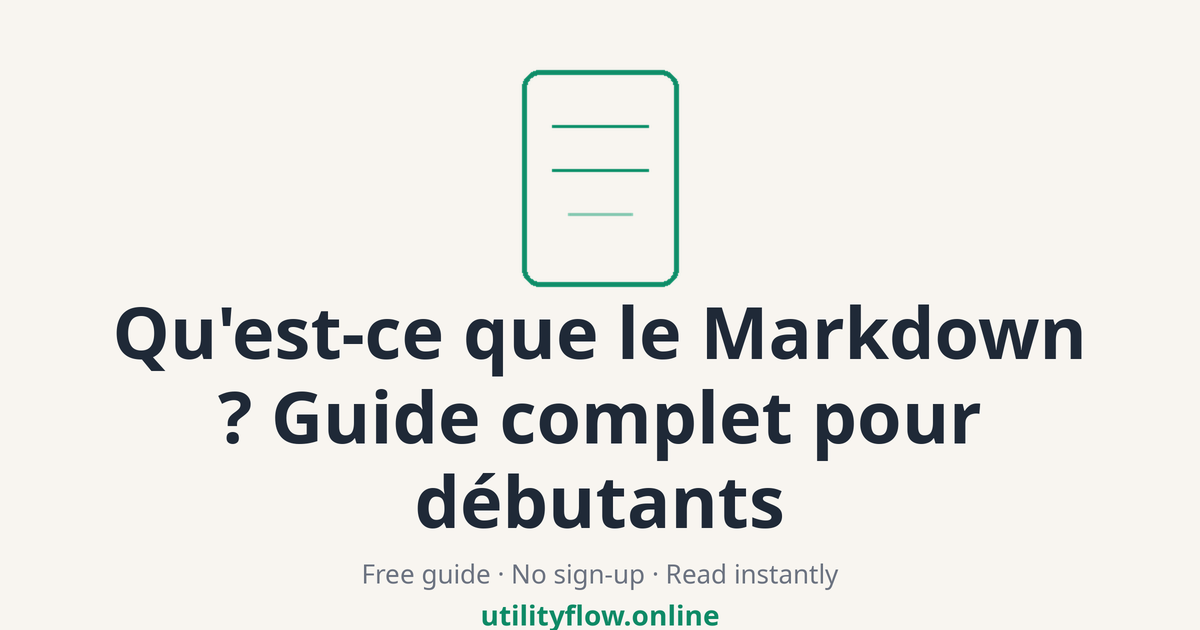 Qu'est-ce que le Markdown
? Guide complet pour
débutants
Free guide · No sign-up · Read instantly
utilityflow.online